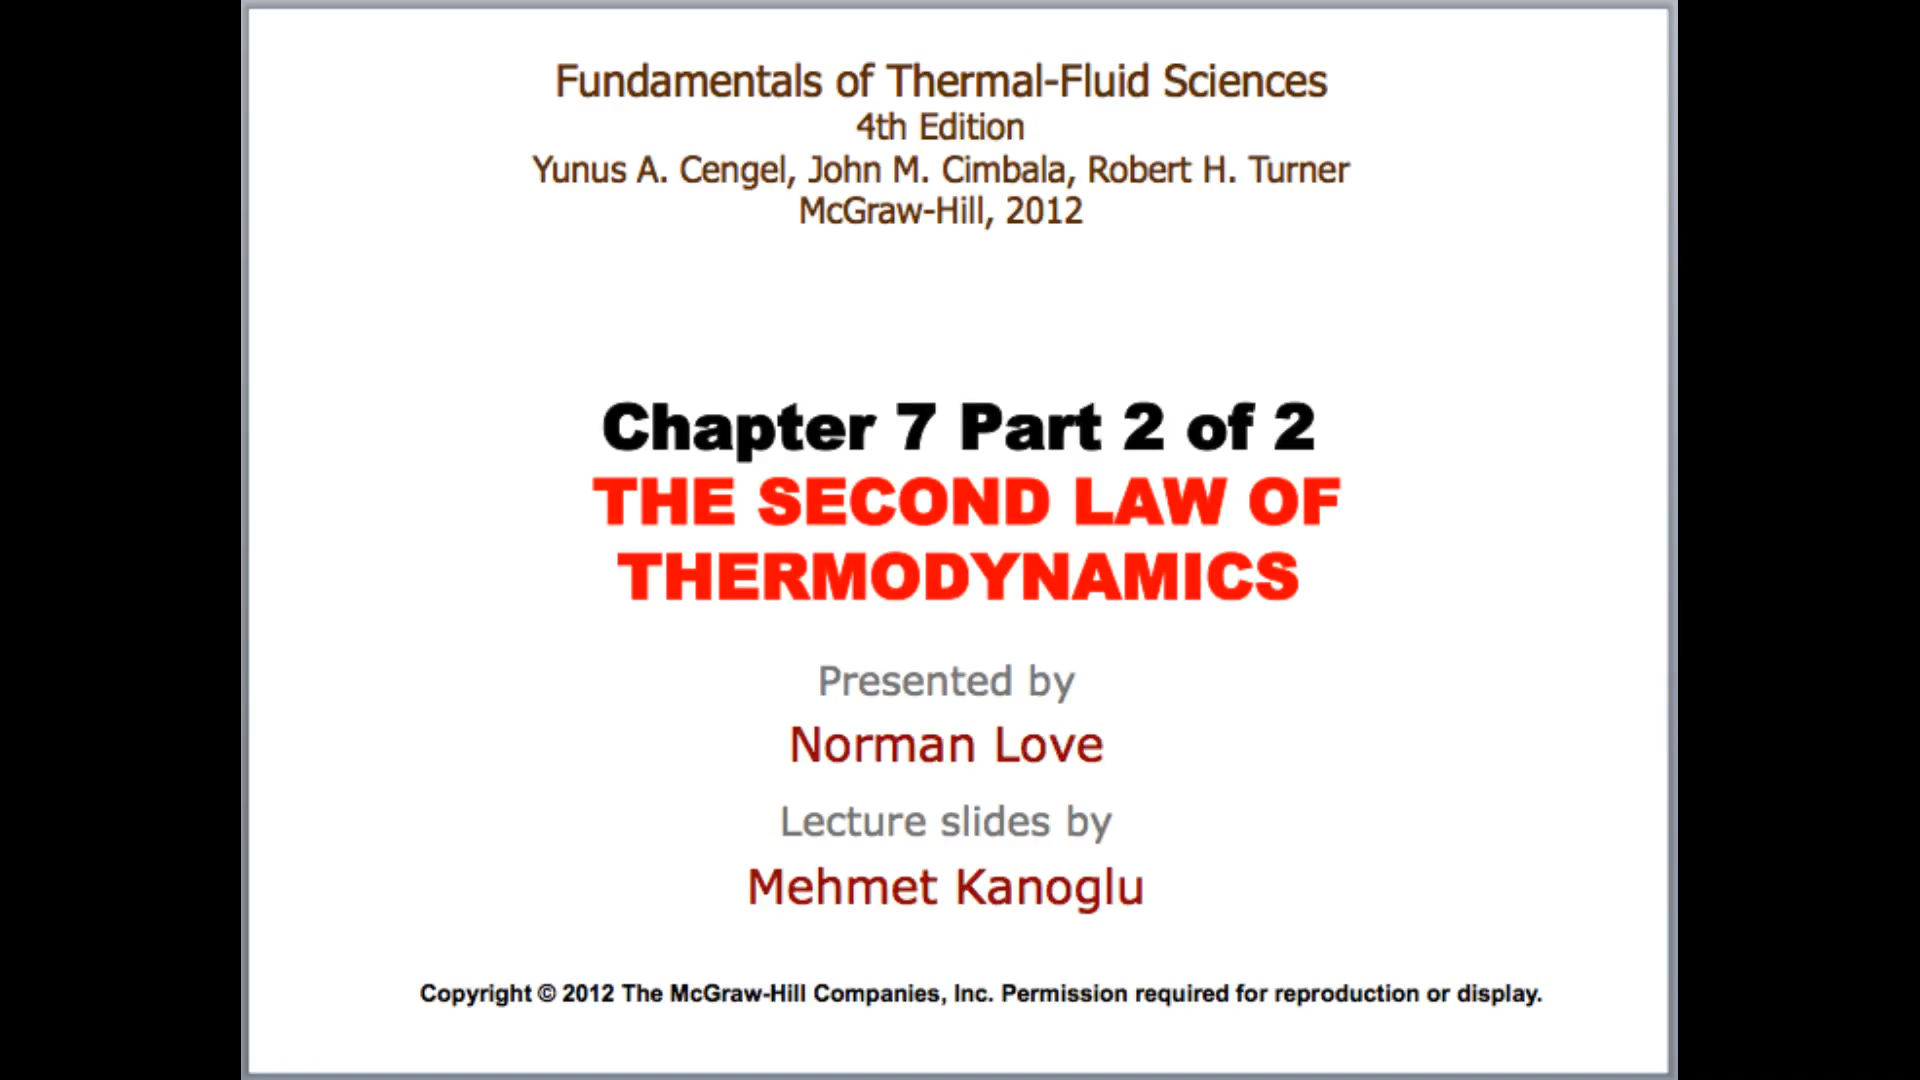 Fundamentals of Thermal-Fluid Sciences
4th Edition
Yunus A. Cengel, John M. Cimbala, Robert H. Turner
McGraw-Hill, 2012
Chapter 7 Part 2 of 2
THE SECOND LAW OF
THERMODYNAMICS
Presented by
Norman Love
Lecture slides by
Mehmet Kanoglu
Copyright © 2012 The McGraw-Hill Companies, Inc. Permission required for reproduction or display.